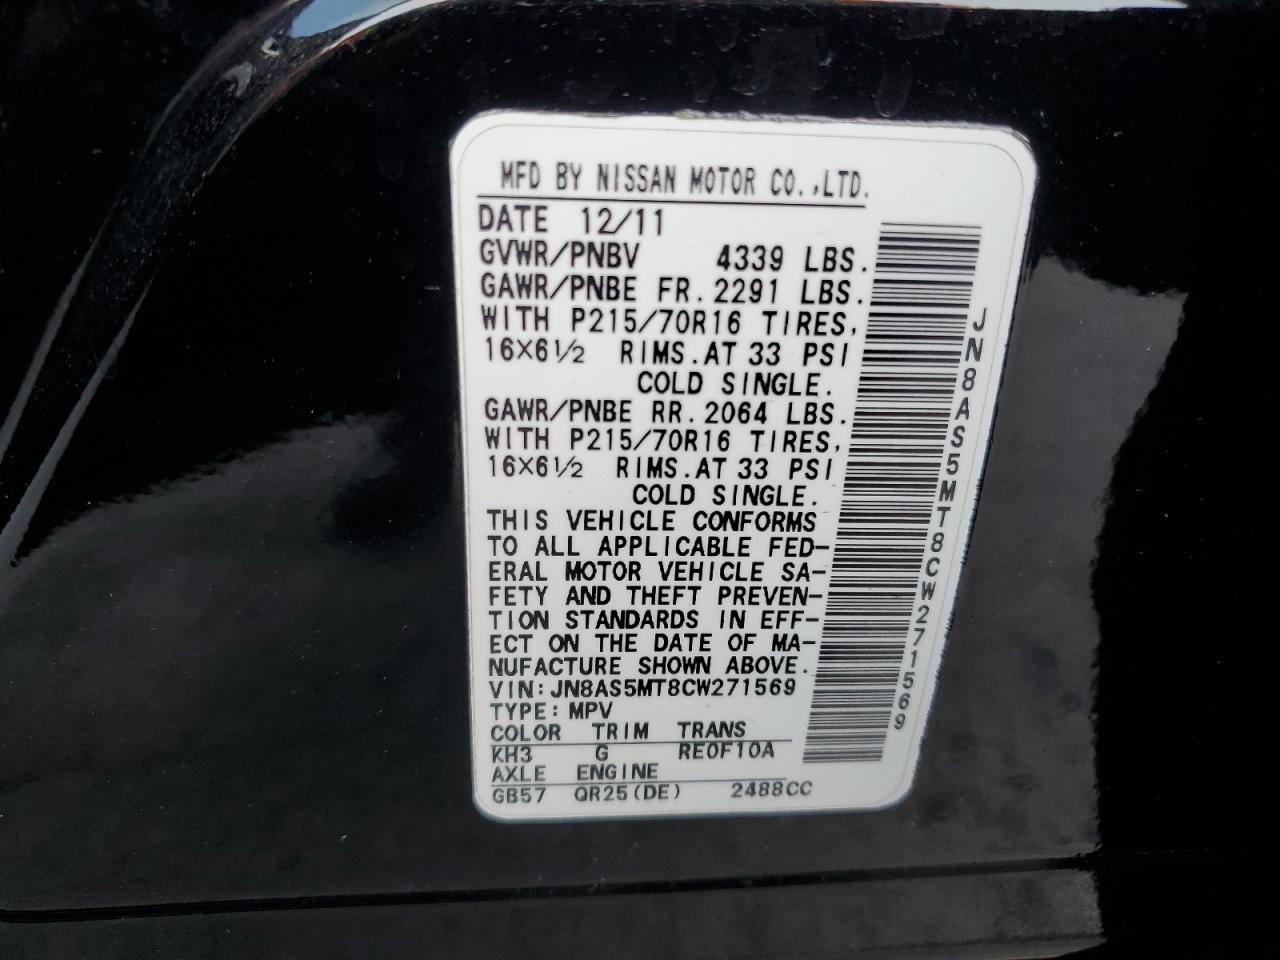 MFD BY NISSAN MOTOR CO.,LTD.
DATE 12/11
GVWR/PNBV 4339 LBS.
GAWR/PNBE FR.2291 LBS.
WITH P215/70R16 TIRES,
16×6½ RIMS.AT 33 PSI
COLD SINGLE.
GAWR/PNBE RR.2064 LBS.
WITH P215/70R16 TIRES,
16×6½ RIMS.AT 33 PSI
COLD SINGLE.
THIS VEHICLE CONFORMS
TO ALL APPLICABLE FED-
ERAL MOTOR VEHICLE SA-
FETY AND THEFT PREVEN-
TION STANDARDS IN EFF-
ECT ON THE DATE OF MA-
NUFACTURE SHOWN ABOVE.
VIN:JN8AS5MT8CW271569
TYPE:MPV
COLOR TRIM TRANS
KH3 G RE0F10A
AXLE ENGINE
GB57 QR25(DE) 2488CC
JN8AS5MT8CW271569